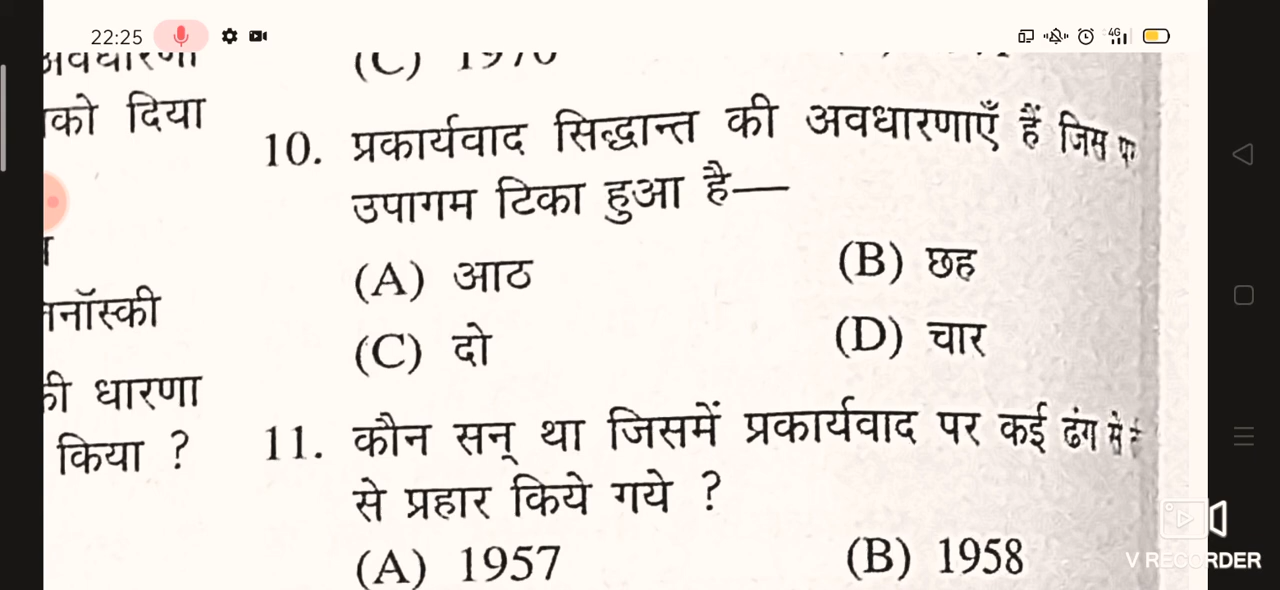 22:25
4G
को दिया
नॉस्की
धारणा
किया ?
10. प्रकार्यवाद सिद्धान्त की अवधारणाएँ हैं जिस
उपागम टिका हुआ है—
(A) आठ
(B) छह
(C) दो
(D) चार
11. कौन सन् था जिसमें प्रकार्यवाद पर कई ढंग से
से प्रहार किये गये ?
(A) 1957
(B) 1958
V RECORDER